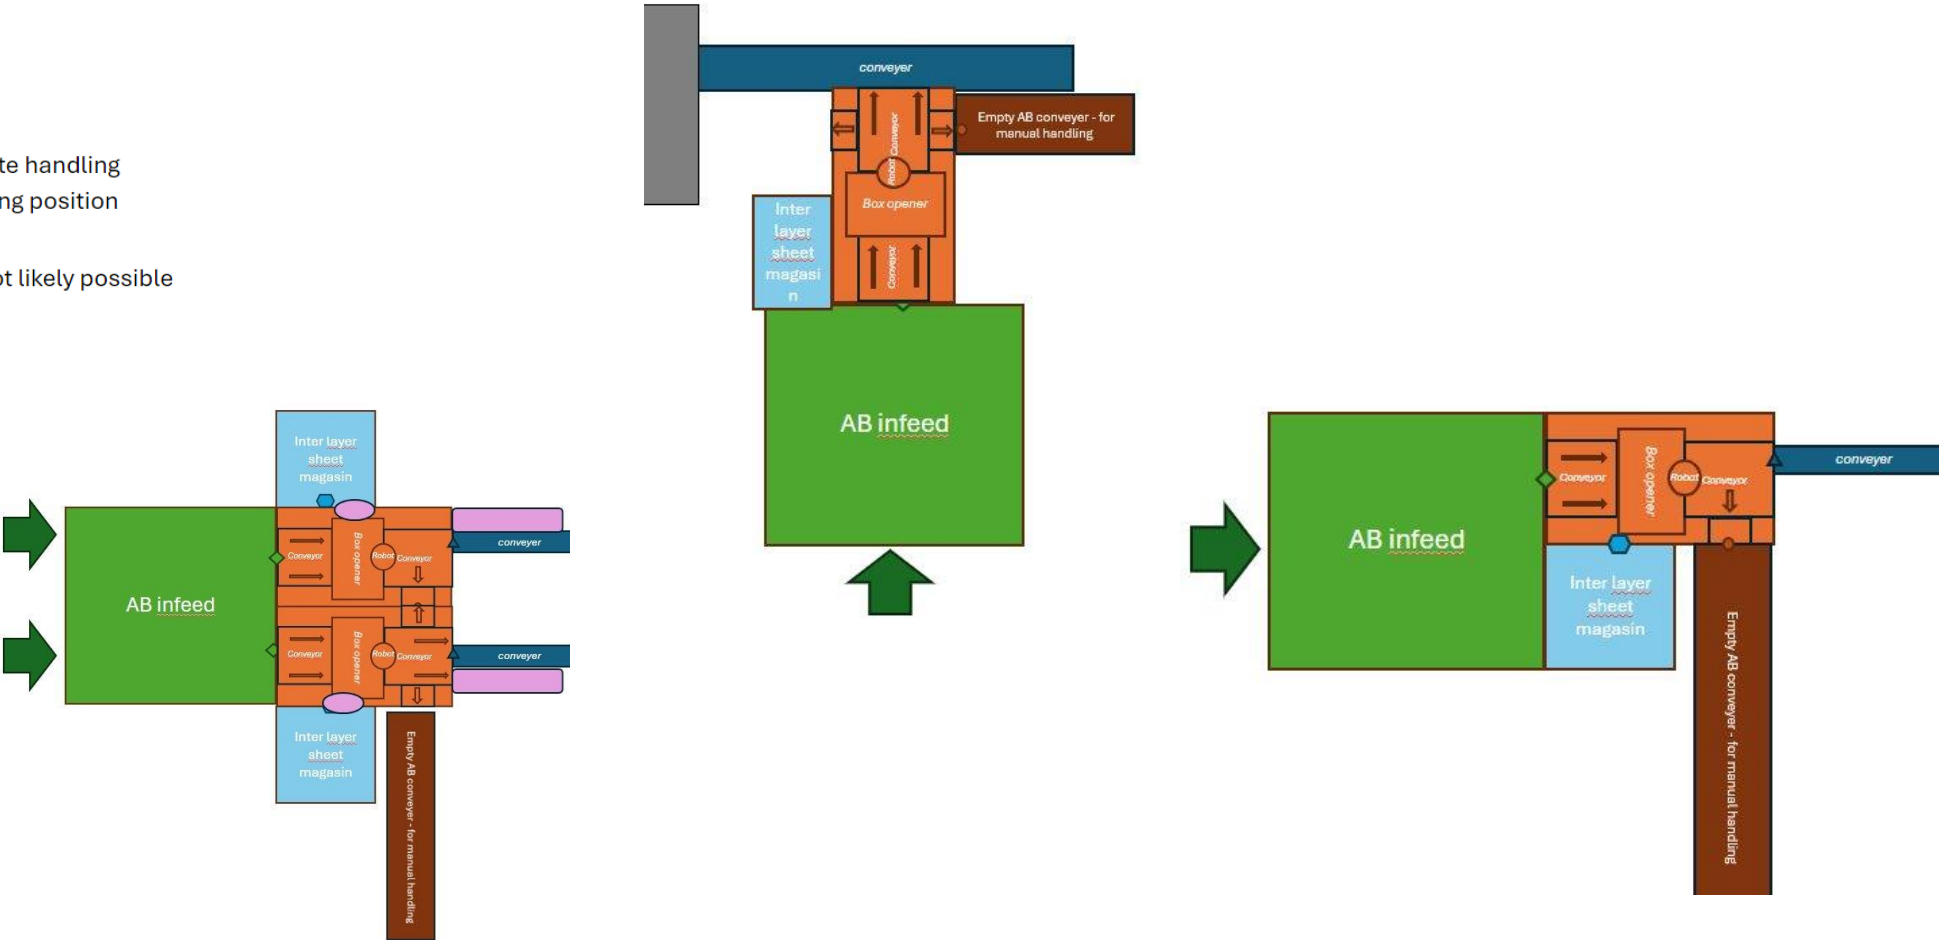 te handling
ng position
ot likely possible
conveyer
Empty AB conveyer - for
manual handling
Conveyor
Robot
Box opener
Inter
layer
sheet
magasi
n
Conveyor
AB infeed
Inter layer
sheet
magasin
AB infeed
Conveyor
Box opener
Robot
Conveyor
conveyer
Conveyor
Box opener
Robot
Conveyor
conveyer
Inter layer
sheet
magasin
Empty AB conveyer - for manual handling
AB infeed
Conveyor
Box opener
Robot
Conveyor
conveyer
Inter layer
sheet
magasin
Empty AB conveyer - for manual handling